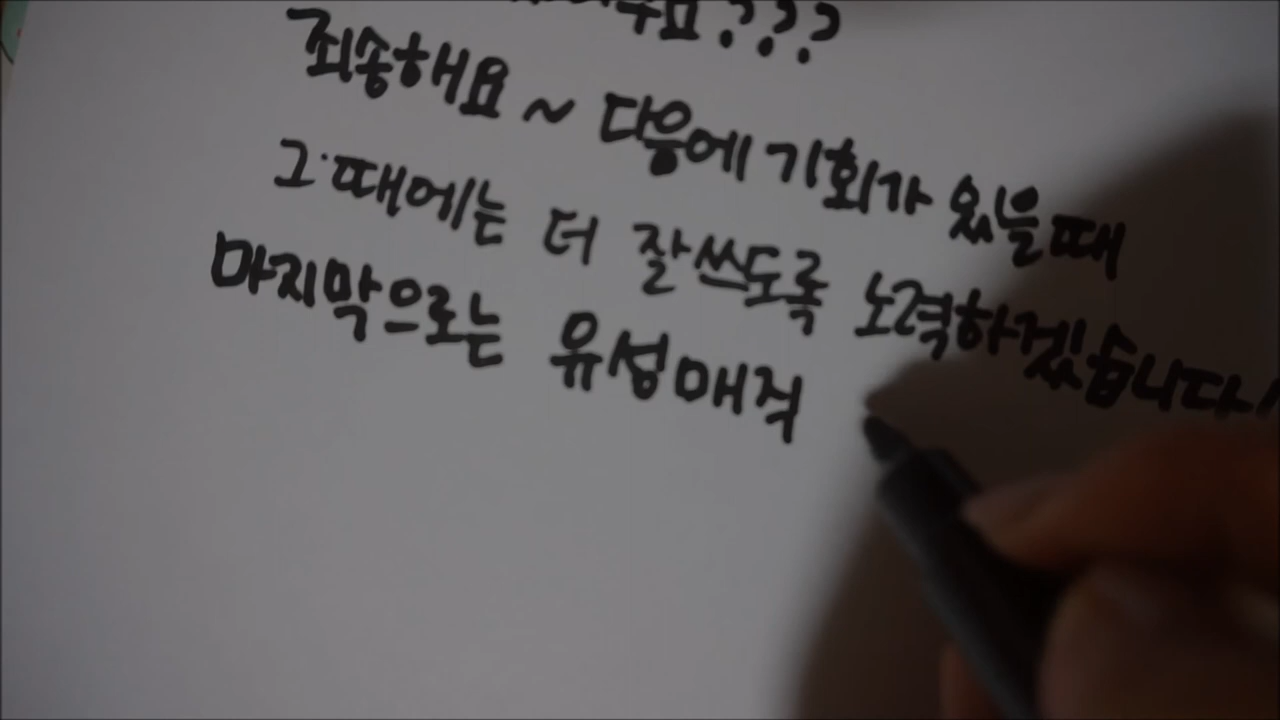 요???
죄송해요 ~ 다음에 기회가 있을때
그때에는 더 잘쓰도록 노력하겠습니다!
마지막으로는 유성매직